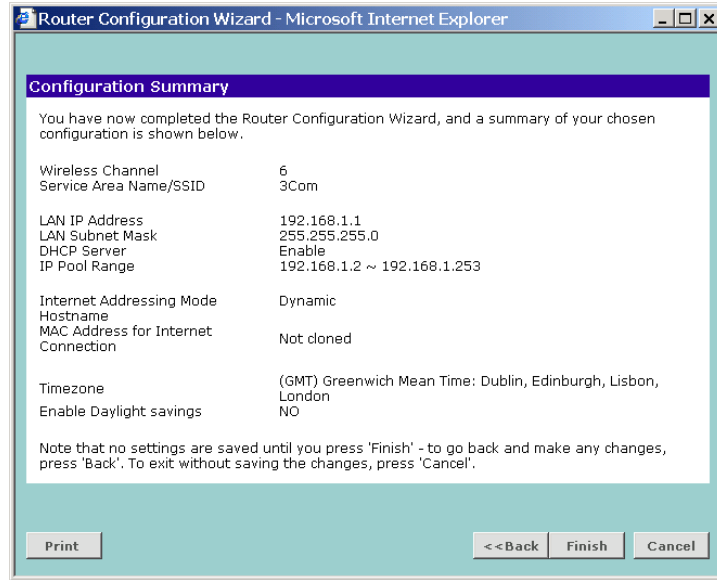 Router Configuration Wizard - Microsoft Internet Explorer
Configuration Summary
You have now completed the Router Configuration Wizard, and a summary of your chosen
configuration is shown below.
Wireless Channel 6
Service Area Name/SSID 3Com
LAN IP Address 192.168.1.1
LAN Subnet Mask 255.255.255.0
DHCP Server Enable
IP Pool Range 192.168.1.2 ~ 192.168.1.253
Internet Addressing Mode Dynamic
Hostname
MAC Address for Internet
Connection Not cloned
Timezone (GMT) Greenwich Mean Time: Dublin, Edinburgh, Lisbon,
London
Enable Daylight savings NO
Note that no settings are saved until you press 'Finish' - to go back and make any changes,
press 'Back'. To exit without saving the changes, press 'Cancel'.
Print <<Back Finish Cancel